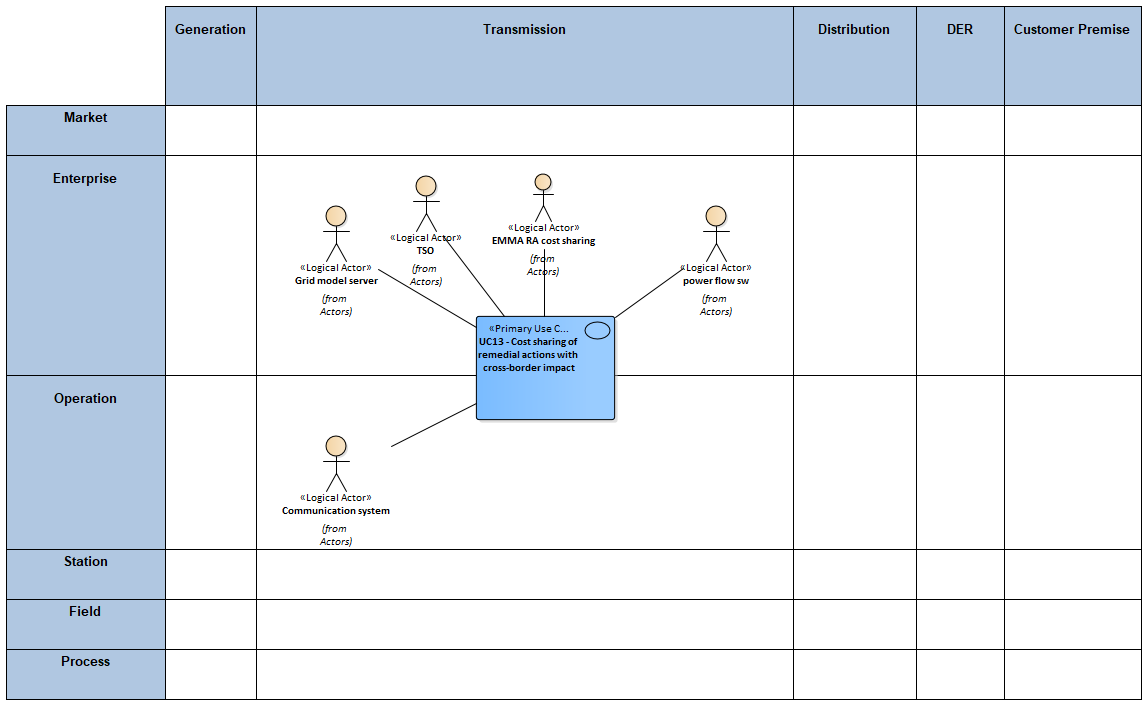 Generation
Transmission
Distribution
DER
Customer Premise
Market
Enterprise
«Logical Actor»
Grid model server
(from
Actors)
«Logical Actor»
TSO
(from
Actors)
«Logical Actor»
EMMA RA cost sharing
(from
Actors)
«Logical Actor»
power flow sw
(from
Actors)
«Primary Use C...
UC13 - Cost sharing of
remedial actions with
cross-border impact
Operation
«Logical Actor»
Communication system
(from
Actors)
Station
Field
Process